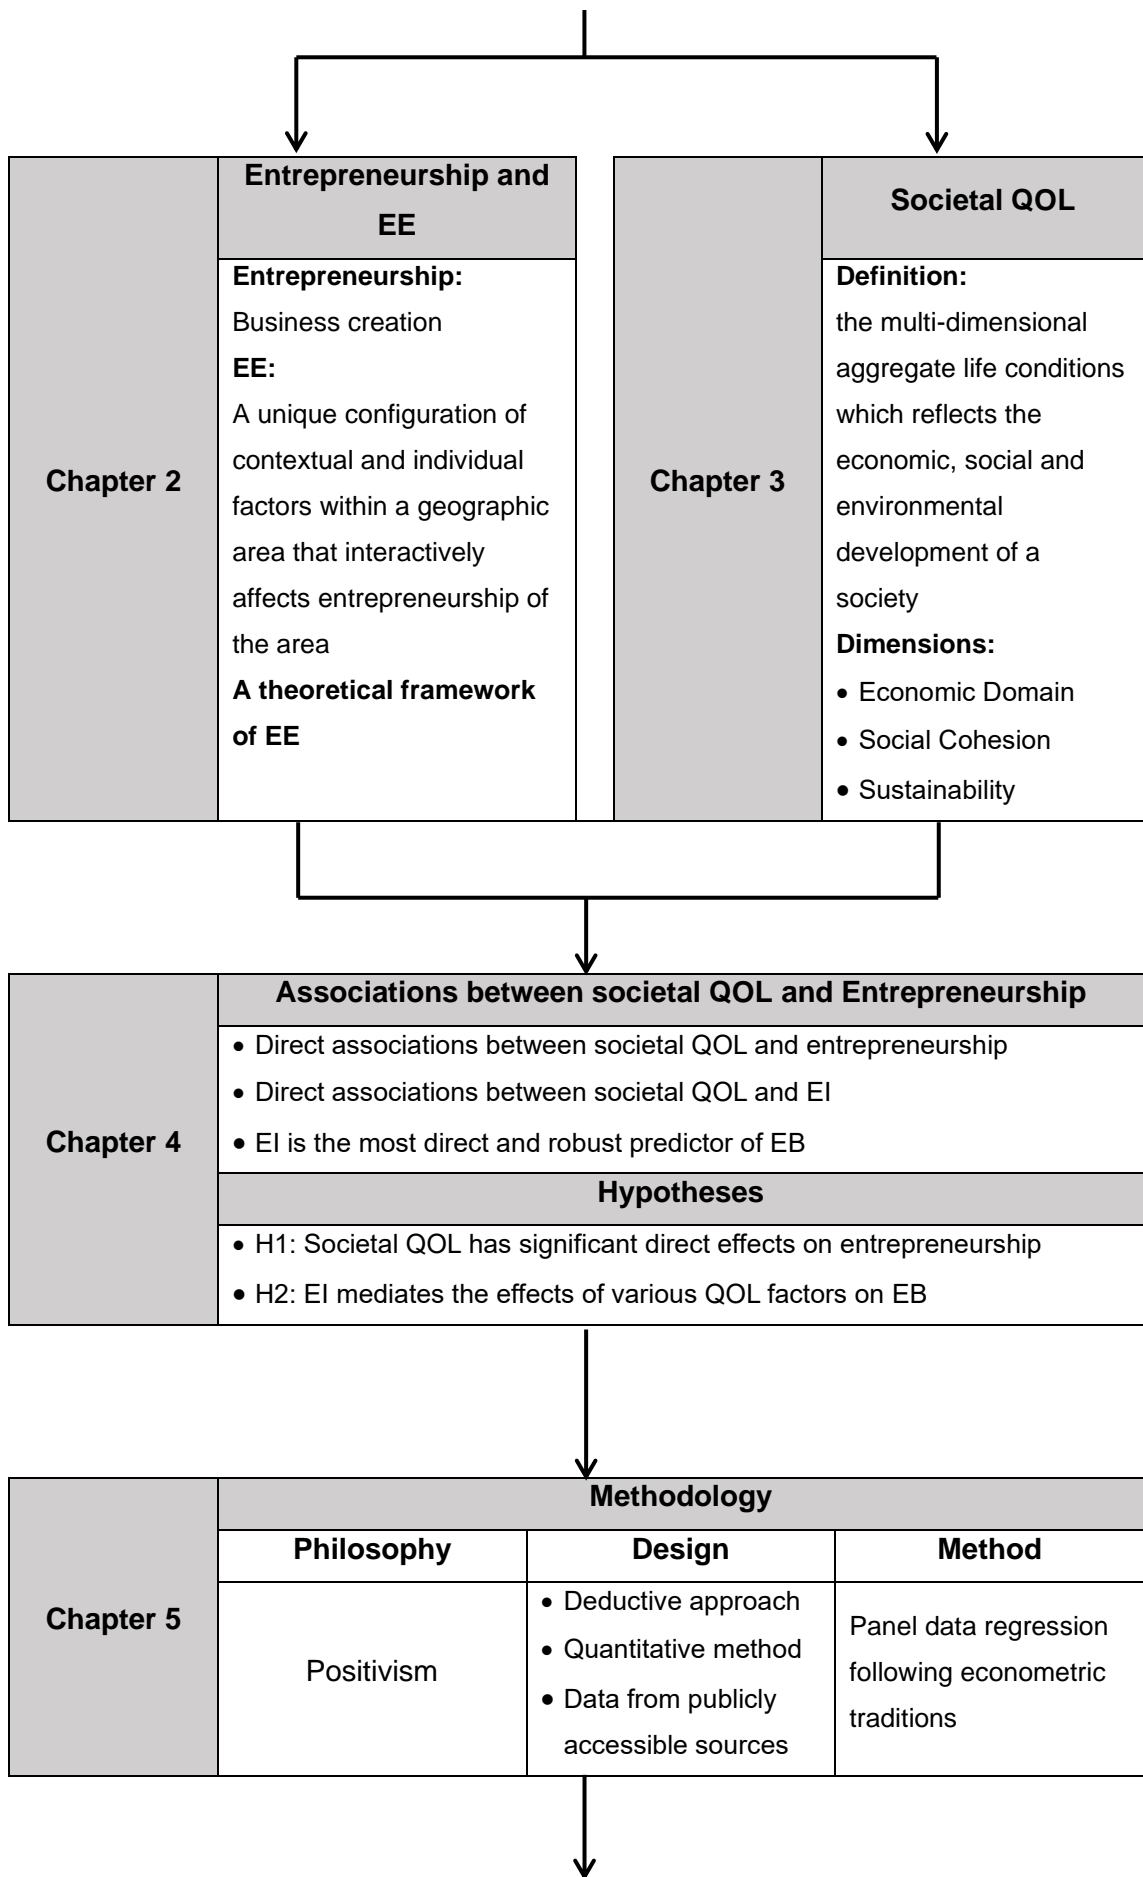 Chapter 2
Entrepreneurship and
EE
Entrepreneurship:
Business creation
EE:
A unique configuration of
contextual and individual
factors within a geographic
area that interactively
affects entrepreneurship of
the area
A theoretical framework
of EE
Chapter 3
Societal QOL
Definition:
the multi-dimensional
aggregate life conditions
which reflects the
economic, social and
environmental
development of a
society
Dimensions:
• Economic Domain
• Social Cohesion
• Sustainability
Chapter 4
Associations between societal QOL and Entrepreneurship
• Direct associations between societal QOL and entrepreneurship
• Direct associations between societal QOL and EI
• EI is the most direct and robust predictor of EB
Hypotheses
• H1: Societal QOL has significant direct effects on entrepreneurship
• H2: EI mediates the effects of various QOL factors on EB
Chapter 5
Methodology
Philosophy
Design
Method
Positivism
• Deductive approach
• Quantitative method
• Data from publicly
accessible sources
Panel data regression
following econometric
traditions